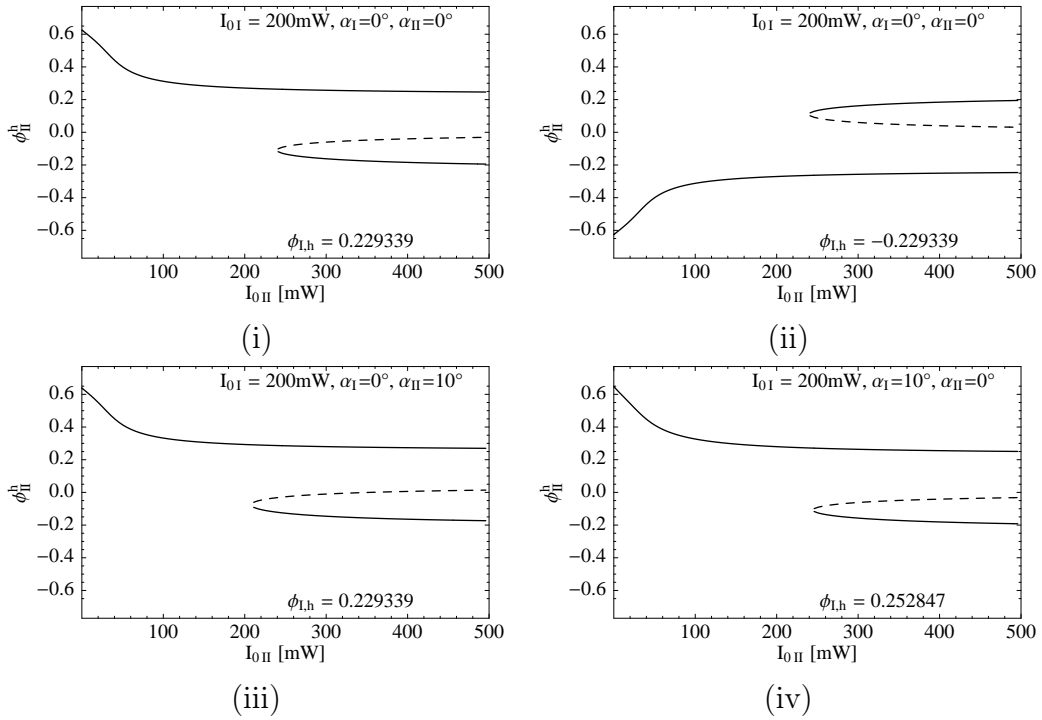 I0 I = 200mW, αI=0°, αII=0°
0.6
0.4
0.2
0.0
−0.2
−0.4
−0.6
ϕIIh
ϕI,h = 0.229339
100 200 300 400 500
I0 II [mW]
(i)
I0 I = 200mW, αI=0°, αII=0°
0.6
0.4
0.2
0.0
−0.2
−0.4
−0.6
ϕIIh
ϕI,h = −0.229339
100 200 300 400 500
I0 II [mW]
(ii)
I0 I = 200mW, αI=0°, αII=10°
0.6
0.4
0.2
0.0
−0.2
−0.4
−0.6
ϕIIh
ϕI,h = 0.229339
100 200 300 400 500
I0 II [mW]
(iii)
I0 I = 200mW, αI=10°, αII=0°
0.6
0.4
0.2
0.0
−0.2
−0.4
−0.6
ϕIIh
ϕI,h = 0.252847
100 200 300 400 500
I0 II [mW]
(iv)